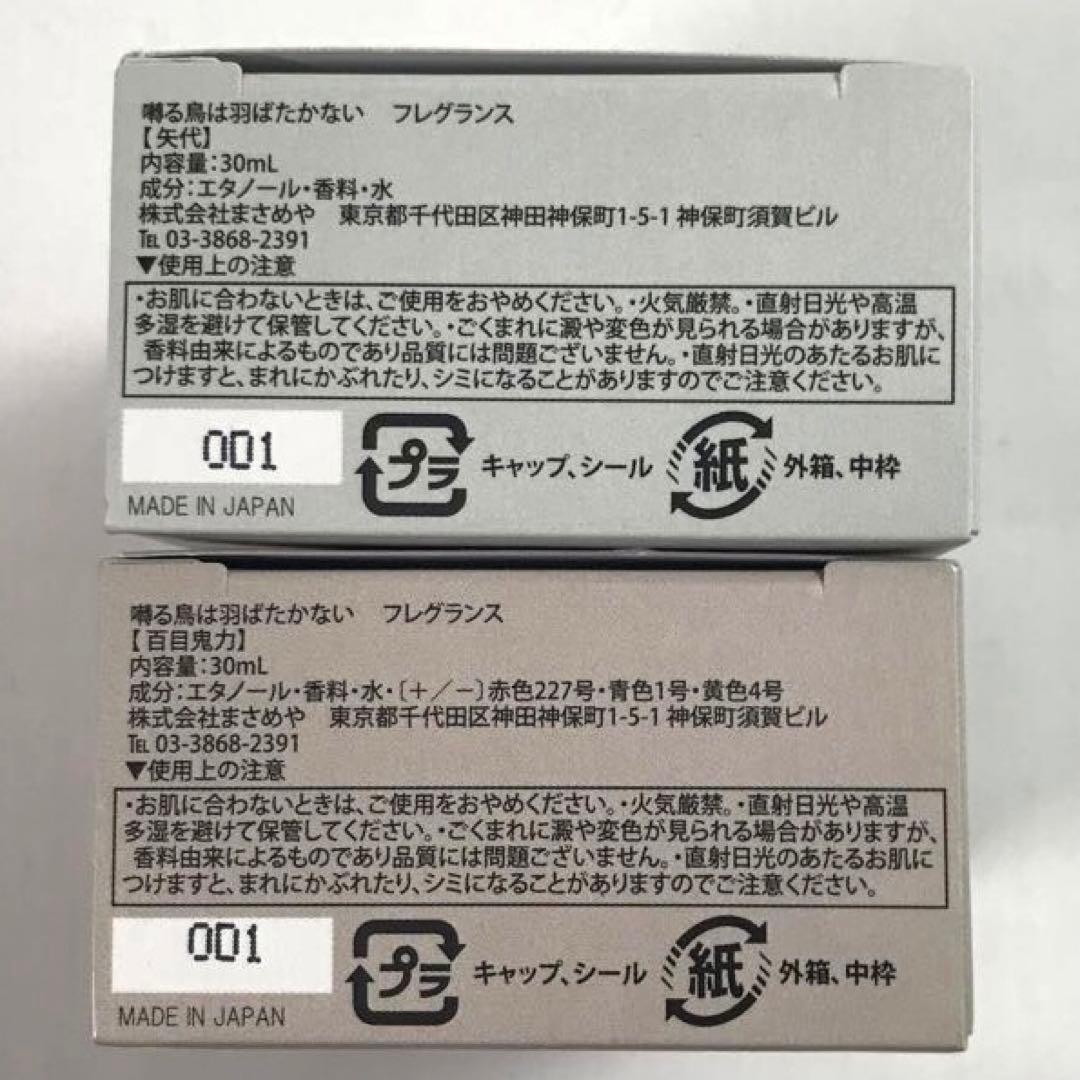 囀る鳥は羽ばたかない　フレグランス
【矢代】
内容量：30mL
成分：エタノール・香料・水
株式会社まさめや　東京都千代田区神田神保町1-5-1 神保町須賀ビル
℡ 03-3868-2391
▼使用上の注意
・お肌に合わないときは、ご使用をおやめください。・火気厳禁。・直射日光や高温
多湿を避けて保管してください。・ごくまれに澱や変色が見られる場合がありますが、
香料由来によるものであり品質には問題ございません。・直射日光のあたるお肌に
つけますと、まれにかぶれたり、シミになることがありますのでご注意ください。
001
プラ キャップ、シール 紙 外箱、中枠
MADE IN JAPAN
囀る鳥は羽ばたかない　フレグランス
【百目鬼力】
内容量：30mL
成分：エタノール・香料・水・〔＋／－〕赤色227号・青色1号・黄色4号
株式会社まさめや　東京都千代田区神田神保町1-5-1 神保町須賀ビル
℡ 03-3868-2391
▼使用上の注意
・お肌に合わないときは、ご使用をおやめください。・火気厳禁。・直射日光や高温
多湿を避けて保管してください。・ごくまれに澱や変色が見られる場合がありますが、
香料由来によるものであり品質には問題ございません。・直射日光のあたるお肌に
つけますと、まれにかぶれたり、シミになることがありますのでご注意ください。
001
プラ キャップ、シール 紙 外箱、中枠
MADE IN JAPAN